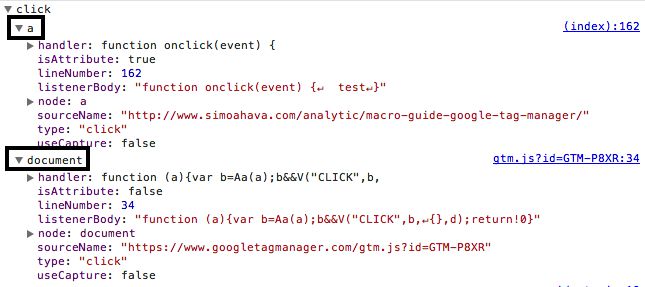 ▼ click
▼ a (index):162
▶ handler: function onclick(event) {
isAttribute: true
lineNumber: 162
listenerBody: "function onclick(event) {↵  test↵}"
▶ node: a
sourceName: "http://www.simoahava.com/analytic/macro-guide-google-tag-manager/"
type: "click"
useCapture: false
▼ document gtm.js?id=GTM-P8XR:34
▶ handler: function (a){var b=Aa(a);b&&V("CLICK",b,
isAttribute: false
lineNumber: 34
listenerBody: "function (a){var b=Aa(a);b&&V("CLICK",b,↵{},d);return!0}"
▶ node: document
sourceName: "https://www.googletagmanager.com/gtm.js?id=GTM-P8XR"
type: "click"
useCapture: false